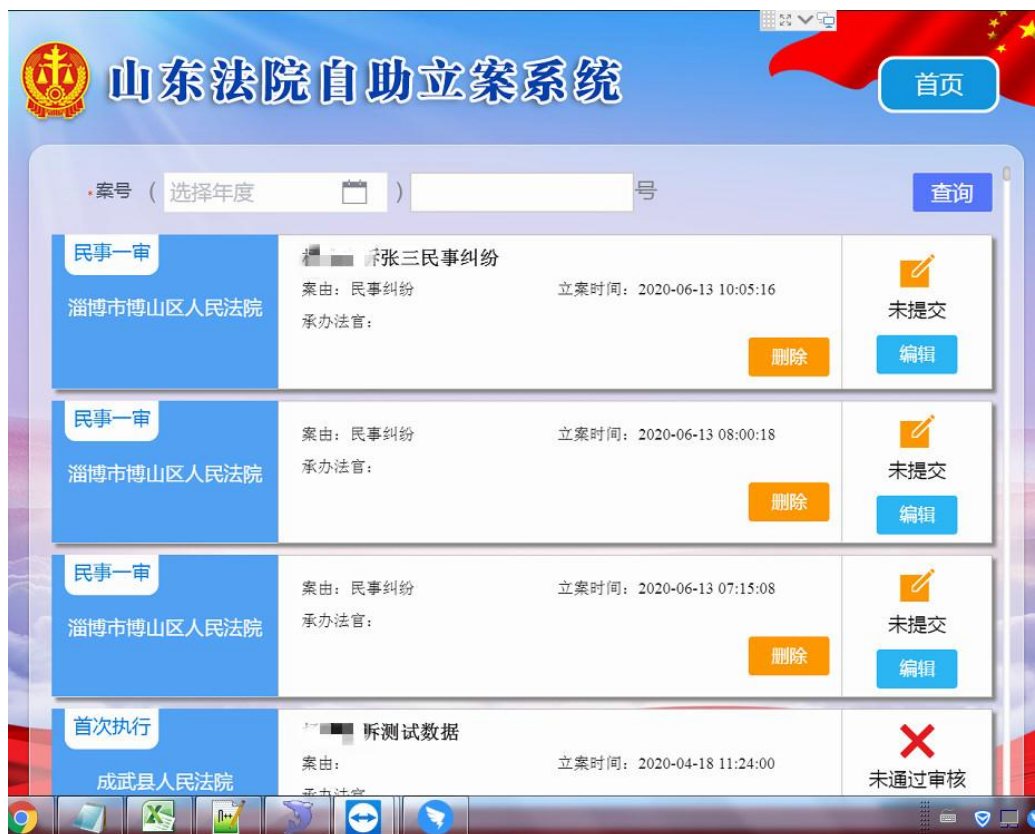 山东法院自助立案系统
首页
*案号 ( 选择年度 ) 号 查询
民事一审
淄博市博山区人民法院
诉张三民事纠纷
案由：民事纠纷 立案时间：2020-06-13 10:05:16
承办法官：
删除
未提交
编辑
民事一审
淄博市博山区人民法院
案由：民事纠纷 立案时间：2020-06-13 08:00:18
承办法官：
删除
未提交
编辑
民事一审
淄博市博山区人民法院
案由：民事纠纷 立案时间：2020-06-13 07:15:08
承办法官：
删除
未提交
编辑
首次执行
成武县人民法院
诉测试数据
案由： 立案时间：2020-04-18 11:24:00
承办法官
未通过审核